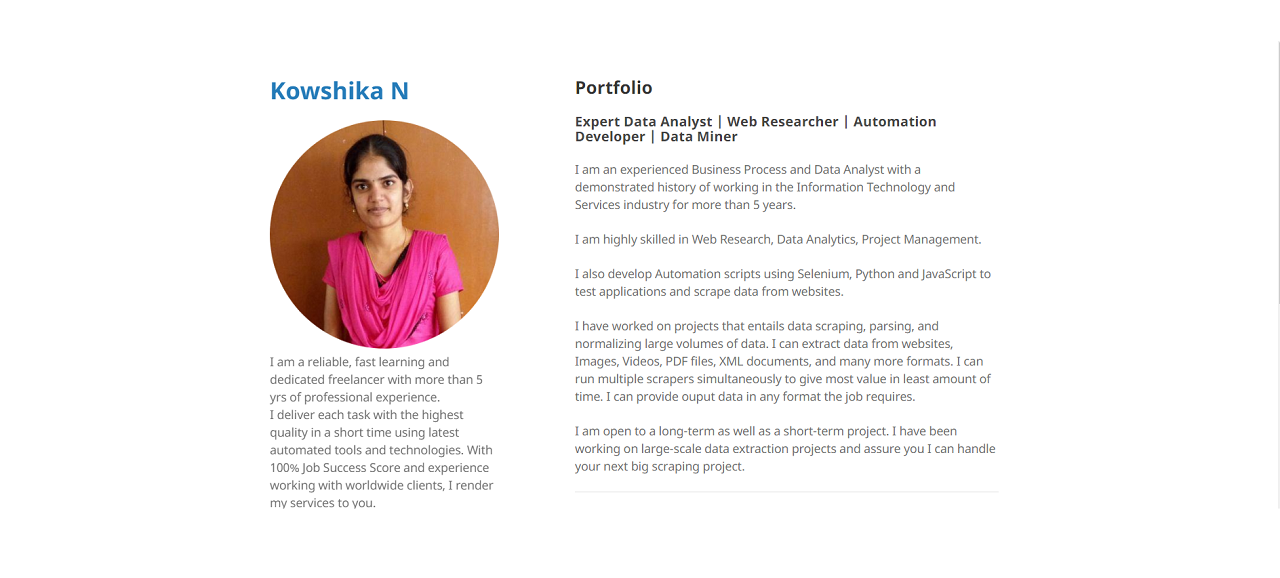 Kowshika N
I am a reliable, fast learning and
dedicated freelancer with more than 5
yrs of professional experience.
I deliver each task with the highest
quality in a short time using latest
automated tools and technologies. With
100% Job Success Score and experience
working with worldwide clients, I render
my services to you.
Portfolio
Expert Data Analyst | Web Researcher | Automation
Developer | Data Miner
I am an experienced Business Process and Data Analyst with a
demonstrated history of working in the Information Technology and
Services industry for more than 5 years.
I am highly skilled in Web Research, Data Analytics, Project Management.
I also develop Automation scripts using Selenium, Python and JavaScript to
test applications and scrape data from websites.
I have worked on projects that entails data scraping, parsing, and
normalizing large volumes of data. I can extract data from websites,
Images, Videos, PDF files, XML documents, and many more formats. I can
run multiple scrapers simultaneously to give most value in least amount of
time. I can provide ouput data in any format the job requires.
I am open to a long-term as well as a short-term project. I have been
working on large-scale data extraction projects and assure you I can handle
your next big scraping project.